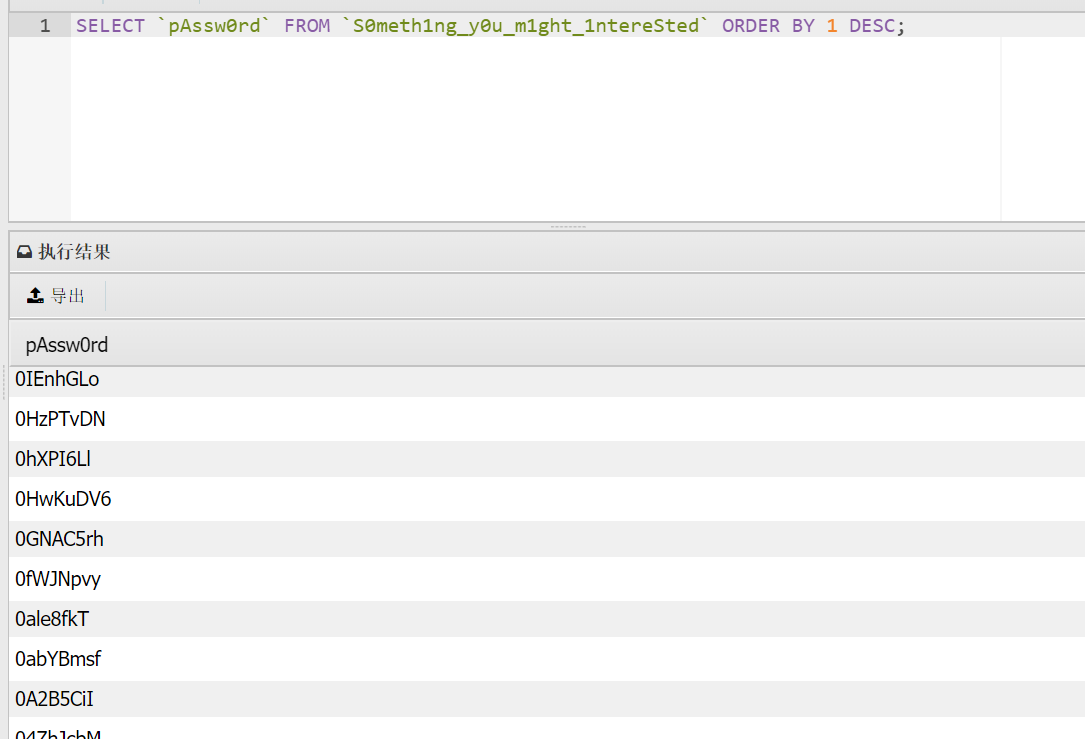 1 SELECT `pAssw0rd` FROM `S0meth1ng_y0u_m1ght_1ntereSted` ORDER BY 1 DESC;
执行结果
导出
pAssw0rd
0IEnhGLo
0HzPTvDN
0hXPI6Ll
0HwKuDV6
0GNAC5rh
0fWJNpvy
0ale8fkT
0abYBmsf
0A2B5CiI